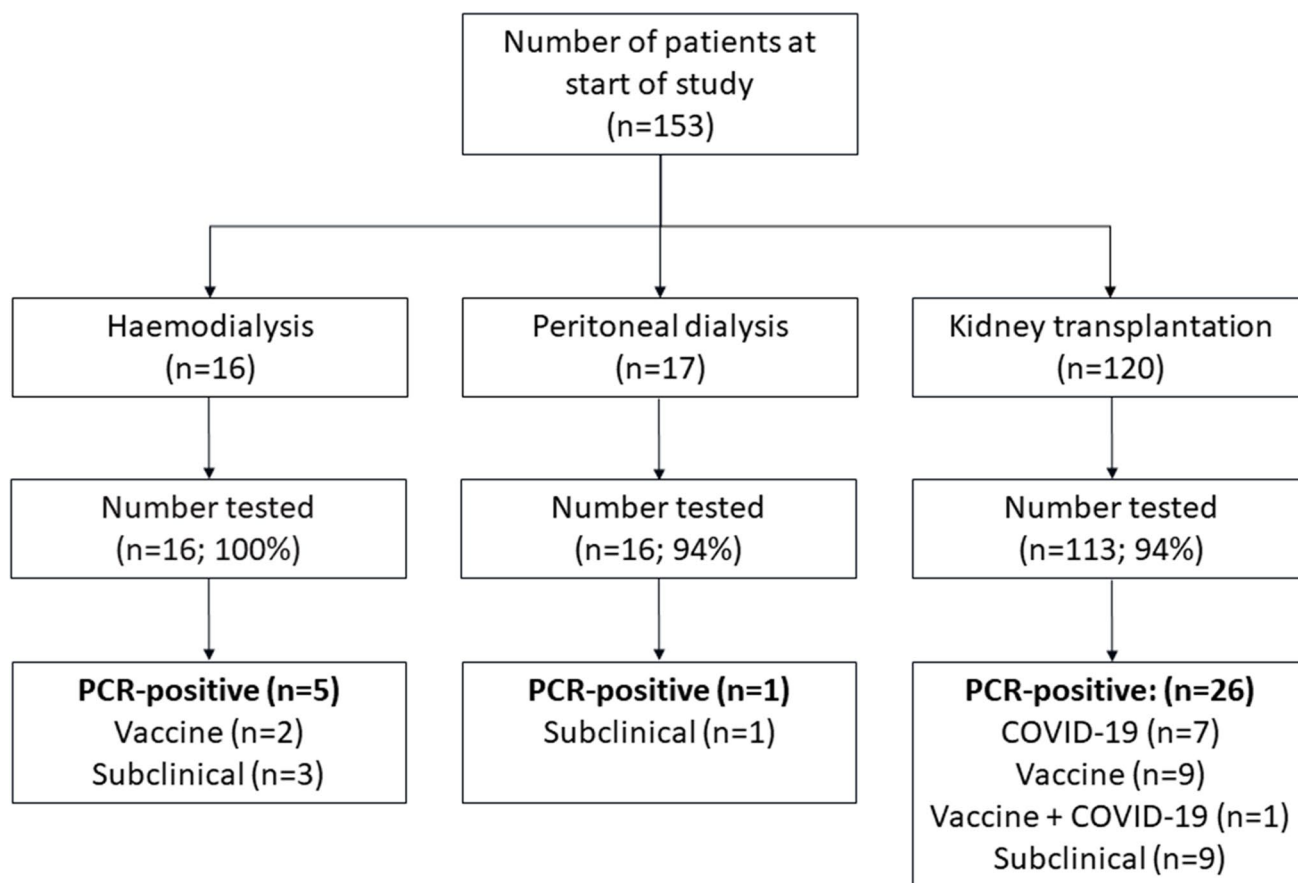 Number of patients at
start of study
(n=153)
Haemodialysis
(n=16)
Peritoneal dialysis
(n=17)
Kidney transplantation
(n=120)
Number tested
(n=16; 100%)
Number tested
(n=16; 94%)
Number tested
(n=113; 94%)
PCR-positive (n=5)
Vaccine (n=2)
Subclinical (n=3)
PCR-positive (n=1)
Subclinical (n=1)
PCR-positive: (n=26)
COVID-19 (n=7)
Vaccine (n=9)
Vaccine + COVID-19 (n=1)
Subclinical (n=9)